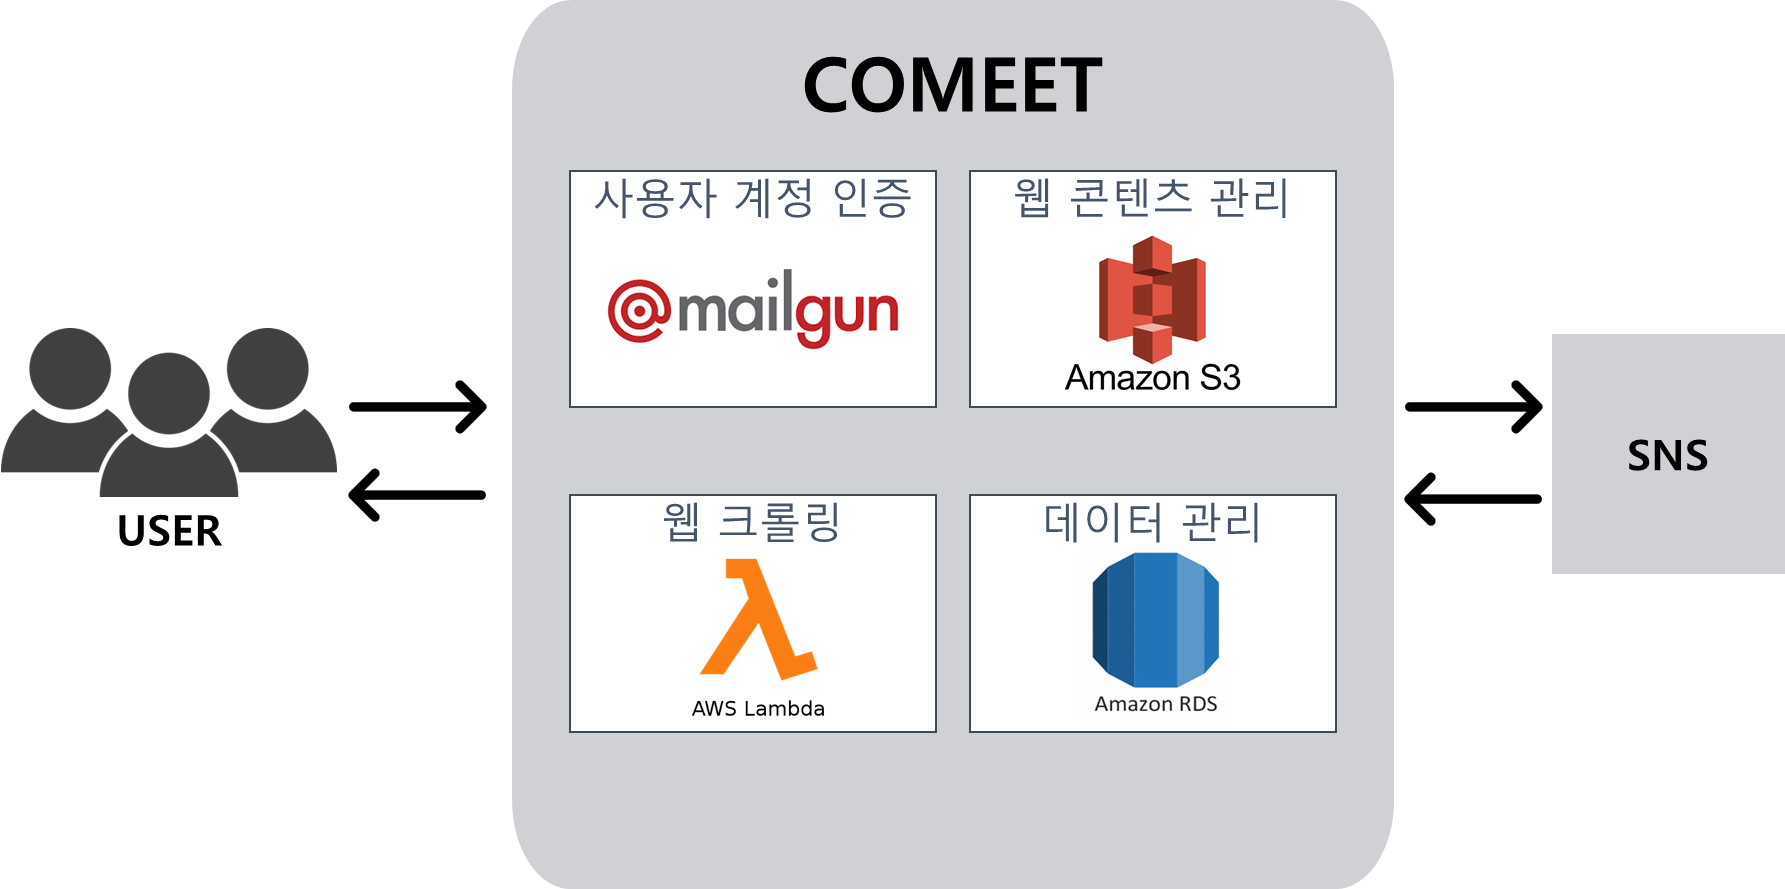 COMEET
사용자 계정 인증
@mailgun
웹 콘텐츠 관리
Amazon S3
USER
웹 크롤링
AWS Lambda
데이터 관리
Amazon RDS
SNS